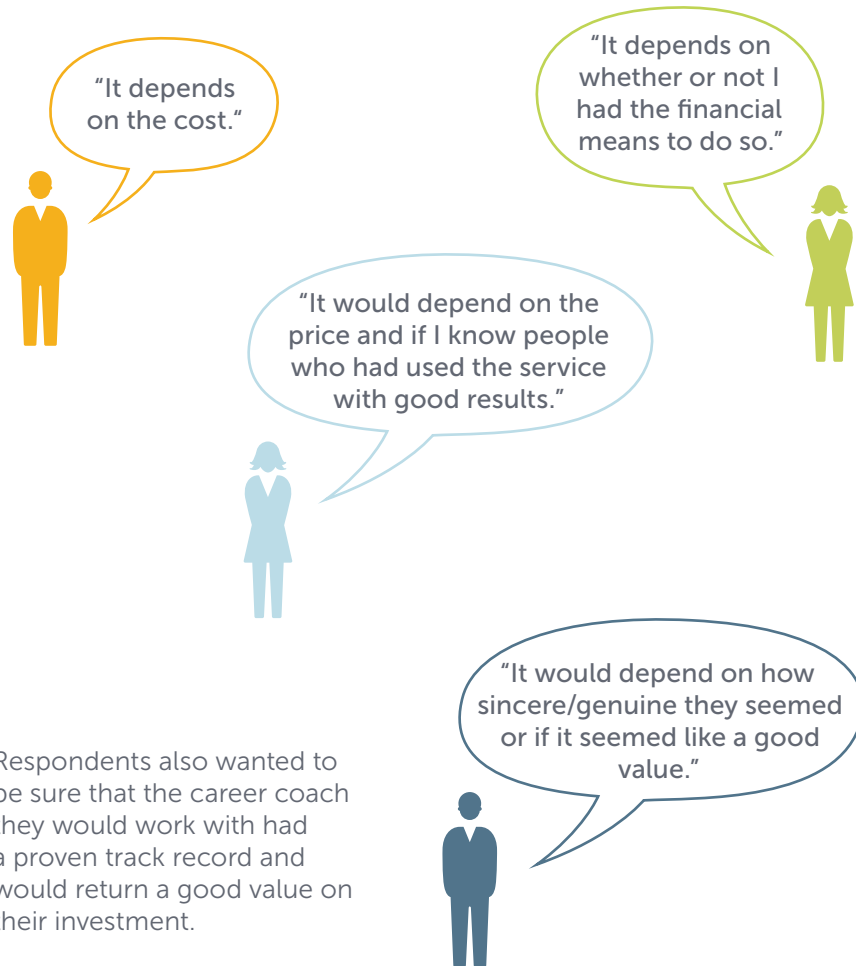 “It depends
on the cost.“
“It depends on
whether or not I
had the financial
means to do so.”
“It would depend on the
price and if I know people
who had used the service
with good results.”
“It would depend on how
sincere/genuine they seemed
or if it seemed like a good
value.”
Respondents also wanted to
be sure that the career coach
they would work with had
a proven track record and
would return a good value on
their investment.